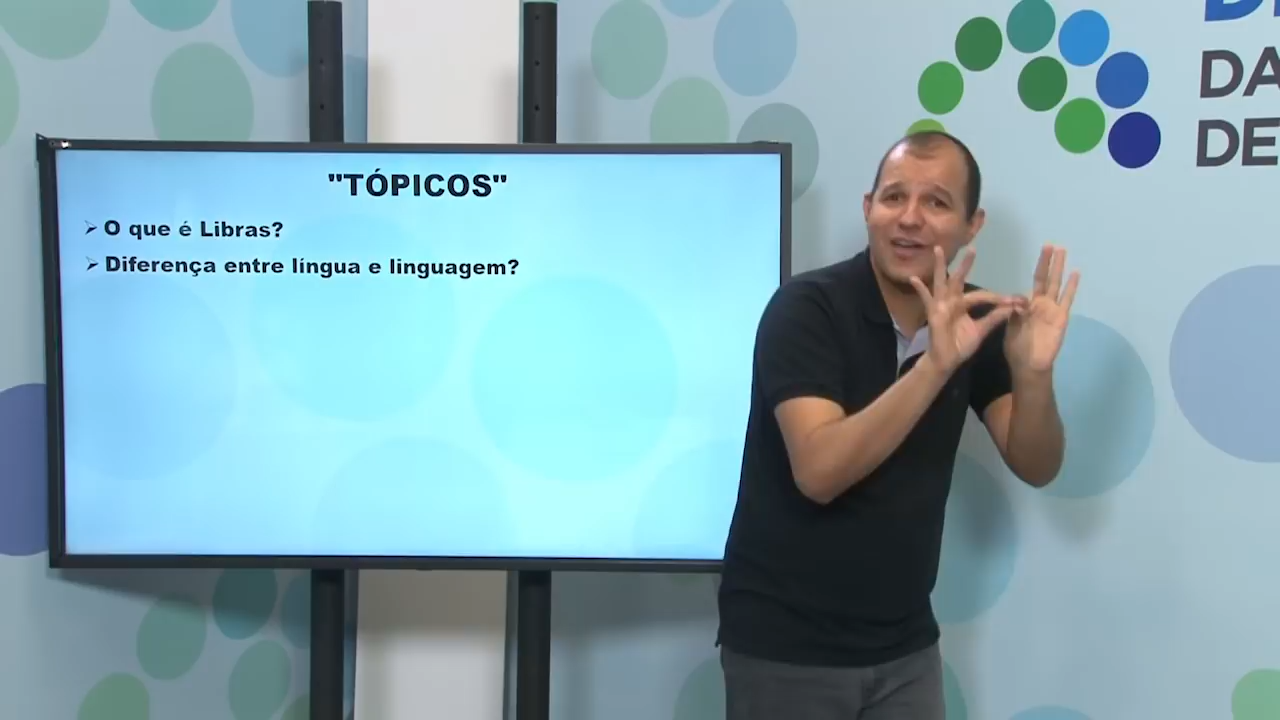 "TÓPICOS"
O que é Libras?
Diferença entre língua e linguagem?
DA
DE